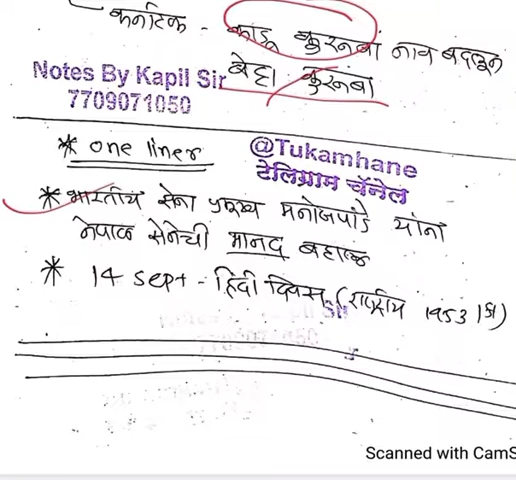 कर्नाटक - काडू कुरूबा नाव बदलून
बेट्टा कुरूबा
Notes By Kapil Sir
7709071050
* one liner
@Tukamhane
टेलिग्राम चॅनेल
* भारतीय सेना प्रमुख मनोज पांडे यांना
नेपाळ सेनेची मानद बहाल
* 14 sept - हिंदी दिवस (राष्ट्रीय 1953 )
Scanned with CamS